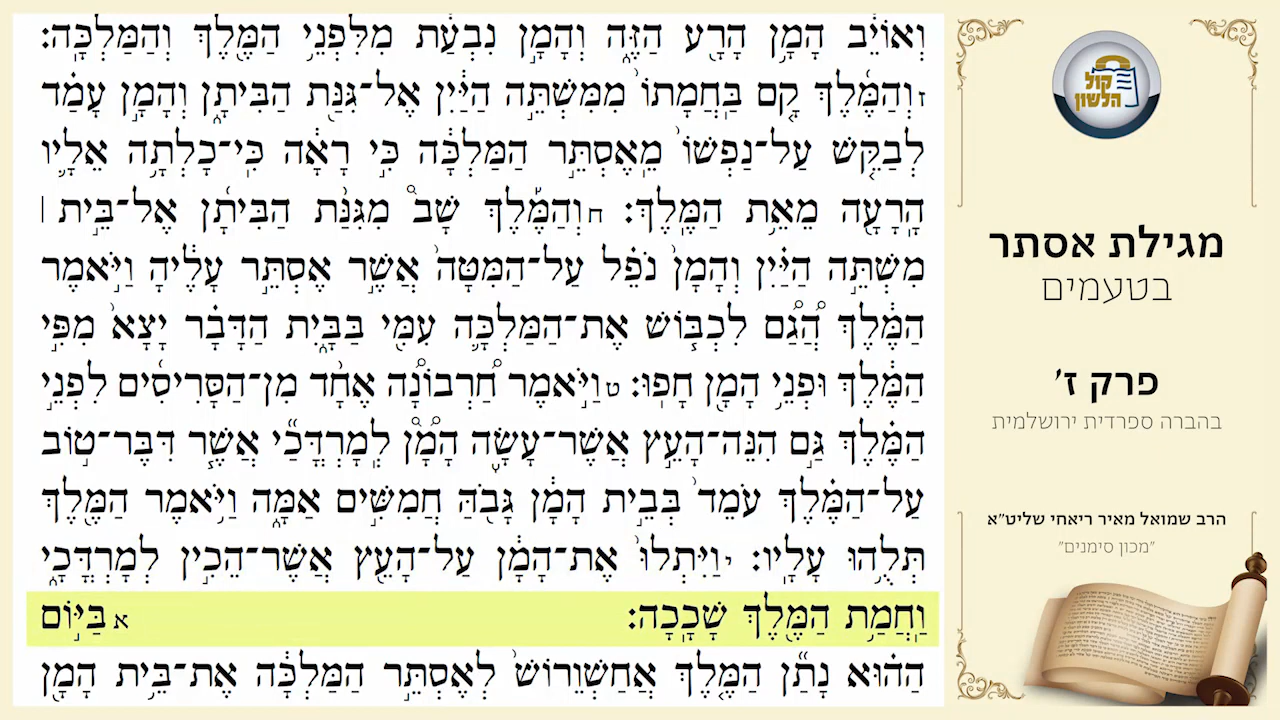 וְאוֹיֵ֔ב הָמָ֥ן הָרָ֖ע הַזֶּ֑ה וְהָמָ֣ן נִבְעַ֔ת מִלִּפְנֵ֥י הַמֶּ֖לֶךְ וְהַמַּלְכָּֽה׃
ז וְהַמֶּ֜לֶךְ קָ֤ם בַּֽחֲמָתוֹ֙ מִמִּשְׁתֵּ֣ה הַיַּ֔יִן אֶל־גִּנַּ֖ת הַבִּיתָ֑ן וְהָמָ֣ן עָמַ֗ד
לְבַקֵּ֤שׁ עַל־נַפְשׁוֹ֙ מֵֽאֶסְתֵּ֣ר הַמַּלְכָּ֔ה כִּ֣י רָאָ֔ה כִּֽי־כָלְתָ֥ה אֵלָ֛יו
הָֽרָעָ֖ה מֵאֵ֥ת הַמֶּֽלֶךְ׃ ח וְהַמֶּ֡לֶךְ שָׁב֩ מִגִּנַּ֨ת הַבִּיתָ֜ן אֶל־בֵּ֣ית ׀
מִשְׁתֵּ֣ה הַיַּ֗יִן וְהָמָן֙ נֹפֵ֔ל עַל־הַמִּטָּה֙ אֲשֶׁ֣ר אֶסְתֵּ֣ר עָלֶ֔יהָ וַיֹּ֣אמֶר
הַמֶּ֔לֶךְ הֲ֠גַם לִכְבּ֧וֹשׁ אֶת־הַמַּלְכָּ֛ה עִמִּ֖י בַּבָּ֑יִת הַדָּבָ֗ר יָצָא֙ מִפִּ֣י
הַמֶּ֔לֶךְ וּפְנֵ֥י הָמָ֖ן חָפֽוּ׃ ט וַיֹּ֣אמֶר חַ֠רְבוֹנָה אֶחָ֨ד מִן־הַסָּרִיסִ֜ים לִפְנֵ֣י
הַמֶּ֗לֶךְ גַּ֣ם הִנֵּה־הָעֵ֣ץ אֲשֶׁר־עָשָׂ֪ה הָמָ֟ן לְֽמָרְדֳּכַ֞י אֲשֶׁ֧ר דִּבֶּר־ט֣וֹב
עַל־הַמֶּ֗לֶךְ עֹמֵד֙ בְּבֵ֣ית הָמָ֔ן גָּבֹ֖הַּ חֲמִשִּׁ֣ים אַמָּ֑ה וַיֹּ֥אמֶר הַמֶּ֖לֶךְ
תְּלֻ֥הוּ עָלָֽיו׃ י וַיִּתְלוּ֙ אֶת־הָמָ֔ן עַל־הָעֵ֖ץ אֲשֶׁר־הֵכִ֣ין לְמָרְדֳּכָ֑י
וַֽחֲמַ֥ת הַמֶּ֖לֶךְ שָׁכָֽכָה׃ א בַּיּ֣וֹם
הַה֗וּא נָתַ֞ן הַמֶּ֤לֶךְ אֲחַשְׁוֵרוֹשׁ֙ לְאֶסְתֵּ֣ר הַמַּלְכָּ֔ה אֶת־בֵּ֥ית הָמָ֖ן
קול
הלשון
מגילת אסתר
בטעמים
פרק ז׳
בהברה ספרדית ירושלמית
הרב שמואל מאיר ריאחי שליט״א
״מכון סימנים״